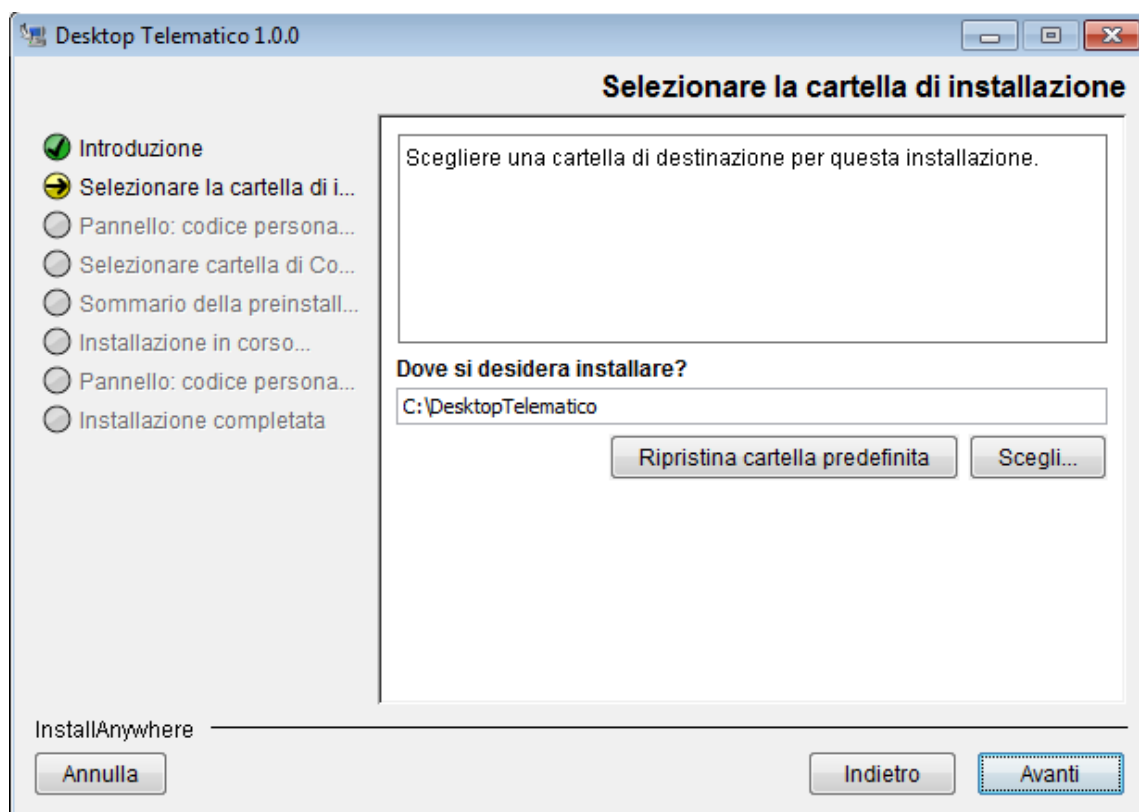 Desktop Telematico 1.0.0
Selezionare la cartella di installazione
Introduzione
Selezionare la cartella di i...
Pannello: codice persona...
Selezionare cartella di Co...
Sommario della preinstall...
Installazione in corso...
Pannello: codice persona...
Installazione completata
Scegliere una cartella di destinazione per questa installazione.
Dove si desidera installare?
C:\DesktopTelematico
Ripristina cartella predefinita
Scegli...
InstallAnywhere
Annulla
Indietro
Avanti